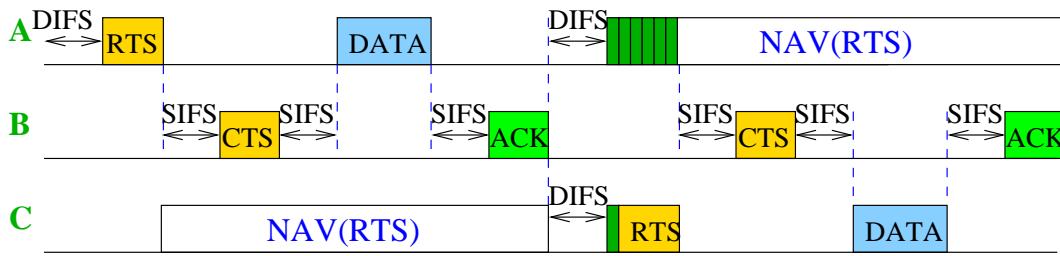 DIFS DIFS
A RTS DATA NAV(RTS)
SIFS SIFS SIFS SIFS SIFS SIFS
B CTS ACK CTS ACK
DIFS
C NAV(RTS) RTS DATA